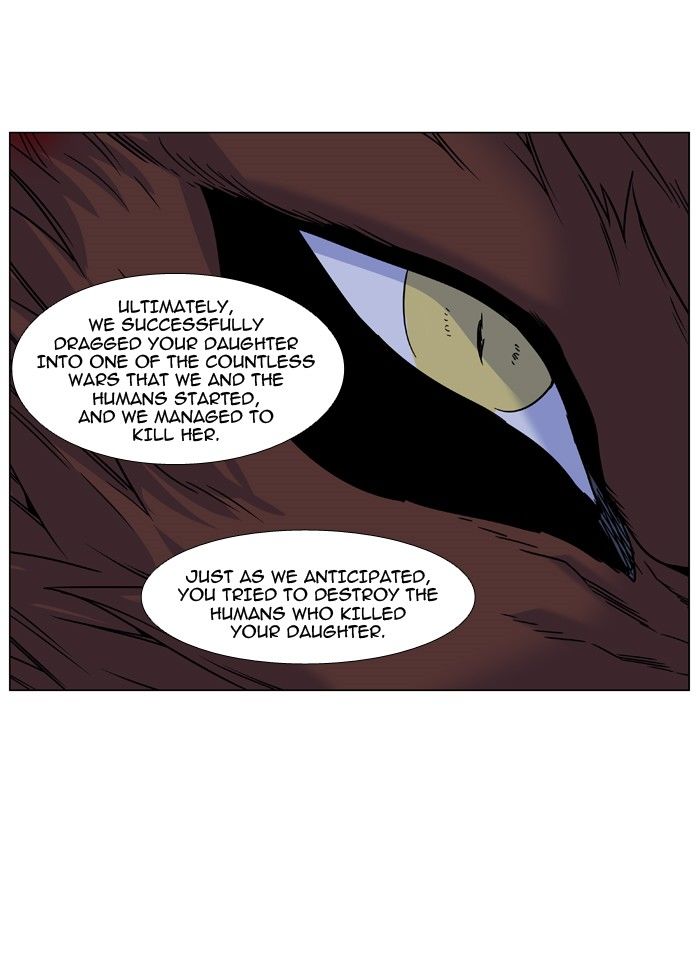 ULTIMATELY,
WE SUCCESSFULLY
DRAGGED YOUR DAUGHTER
INTO ONE OF THE COUNTLESS
WARS THAT WE AND THE
HUMANS STARTED,
AND WE MANAGED TO
KILL HER.
JUST AS WE ANTICIPATED,
YOU TRIED TO DESTROY THE
HUMANS WHO KILLED
YOUR DAUGHTER.